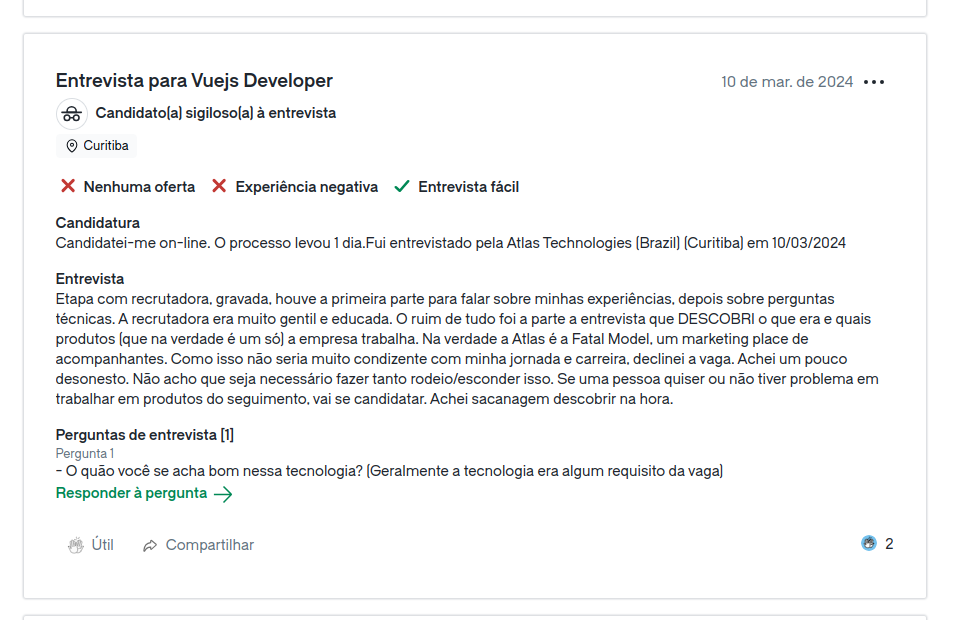 Entrevista para Vuejs Developer
10 de mar. de 2024
Candidato(a) sigiloso(a) à entrevista
Curitiba
Nenhuma oferta Experiência negativa Entrevista fácil
Candidatura
Candidatei-me on-line. O processo levou 1 dia.Fui entrevistado pela Atlas Technologies (Brazil) (Curitiba) em 10/03/2024
Entrevista
Etapa com recrutadora, gravada, houve a primeira parte para falar sobre minhas experiências, depois sobre perguntas
técnicas. A recrutadora era muito gentil e educada. O ruim de tudo foi a parte a entrevista que DESCOBRI o que era e quais
produtos (que na verdade é um só) a empresa trabalha. Na verdade a Atlas é a Fatal Model, um marketing place de
acompanhantes. Como isso não seria muito condizente com minha jornada e carreira, declinei a vaga. Achei um pouco
desonesto. Não acho que seja necessário fazer tanto rodeio/esconder isso. Se uma pessoa quiser ou não tiver problema em
trabalhar em produtos do seguimento, vai se candidatar. Achei sacanagem descobrir na hora.
Perguntas de entrevista [1]
Pergunta 1
- O quão você se acha bom nessa tecnologia? (Geralmente a tecnologia era algum requisito da vaga)
Responder à pergunta
Útil Compartilhar 2